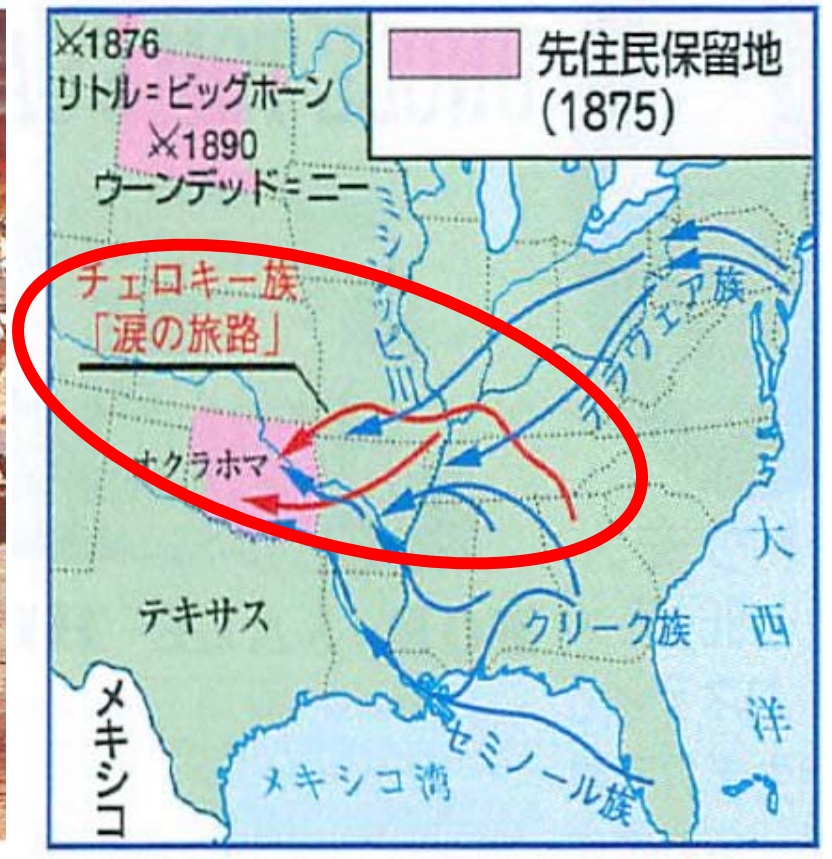 ×1876
リトル=ビッグホーン
×1890
ウーンデッド=ニー
先住民保留地
(1875)
チェロキー族
「涙の旅路」
ミシシッピ川
デラウェア族
オクラホマ
テキサス
クリーク族
セミノール族
メキシコ湾
メキシコ
大西洋